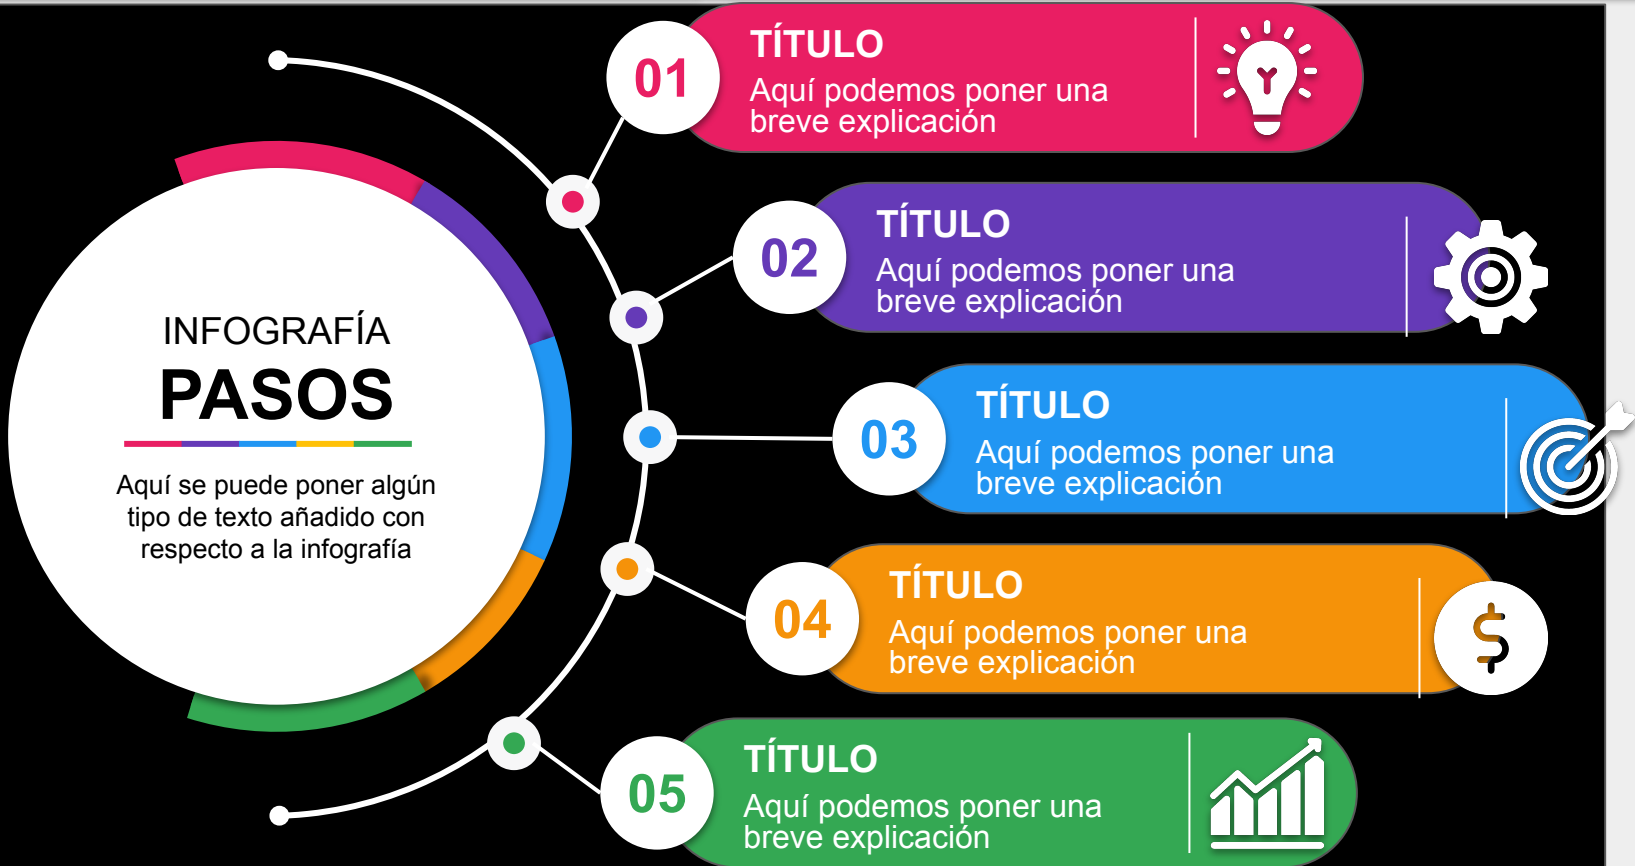 INFOGRAFÍA
PASOS
Aquí se puede poner algún
tipo de texto añadido con
respecto a la infografía
01
TÍTULO
Aquí podemos poner una
breve explicación
02
TÍTULO
Aquí podemos poner una
breve explicación
03
TÍTULO
Aquí podemos poner una
breve explicación
04
TÍTULO
Aquí podemos poner una
breve explicación
$
05
TÍTULO
Aquí podemos poner una
breve explicación